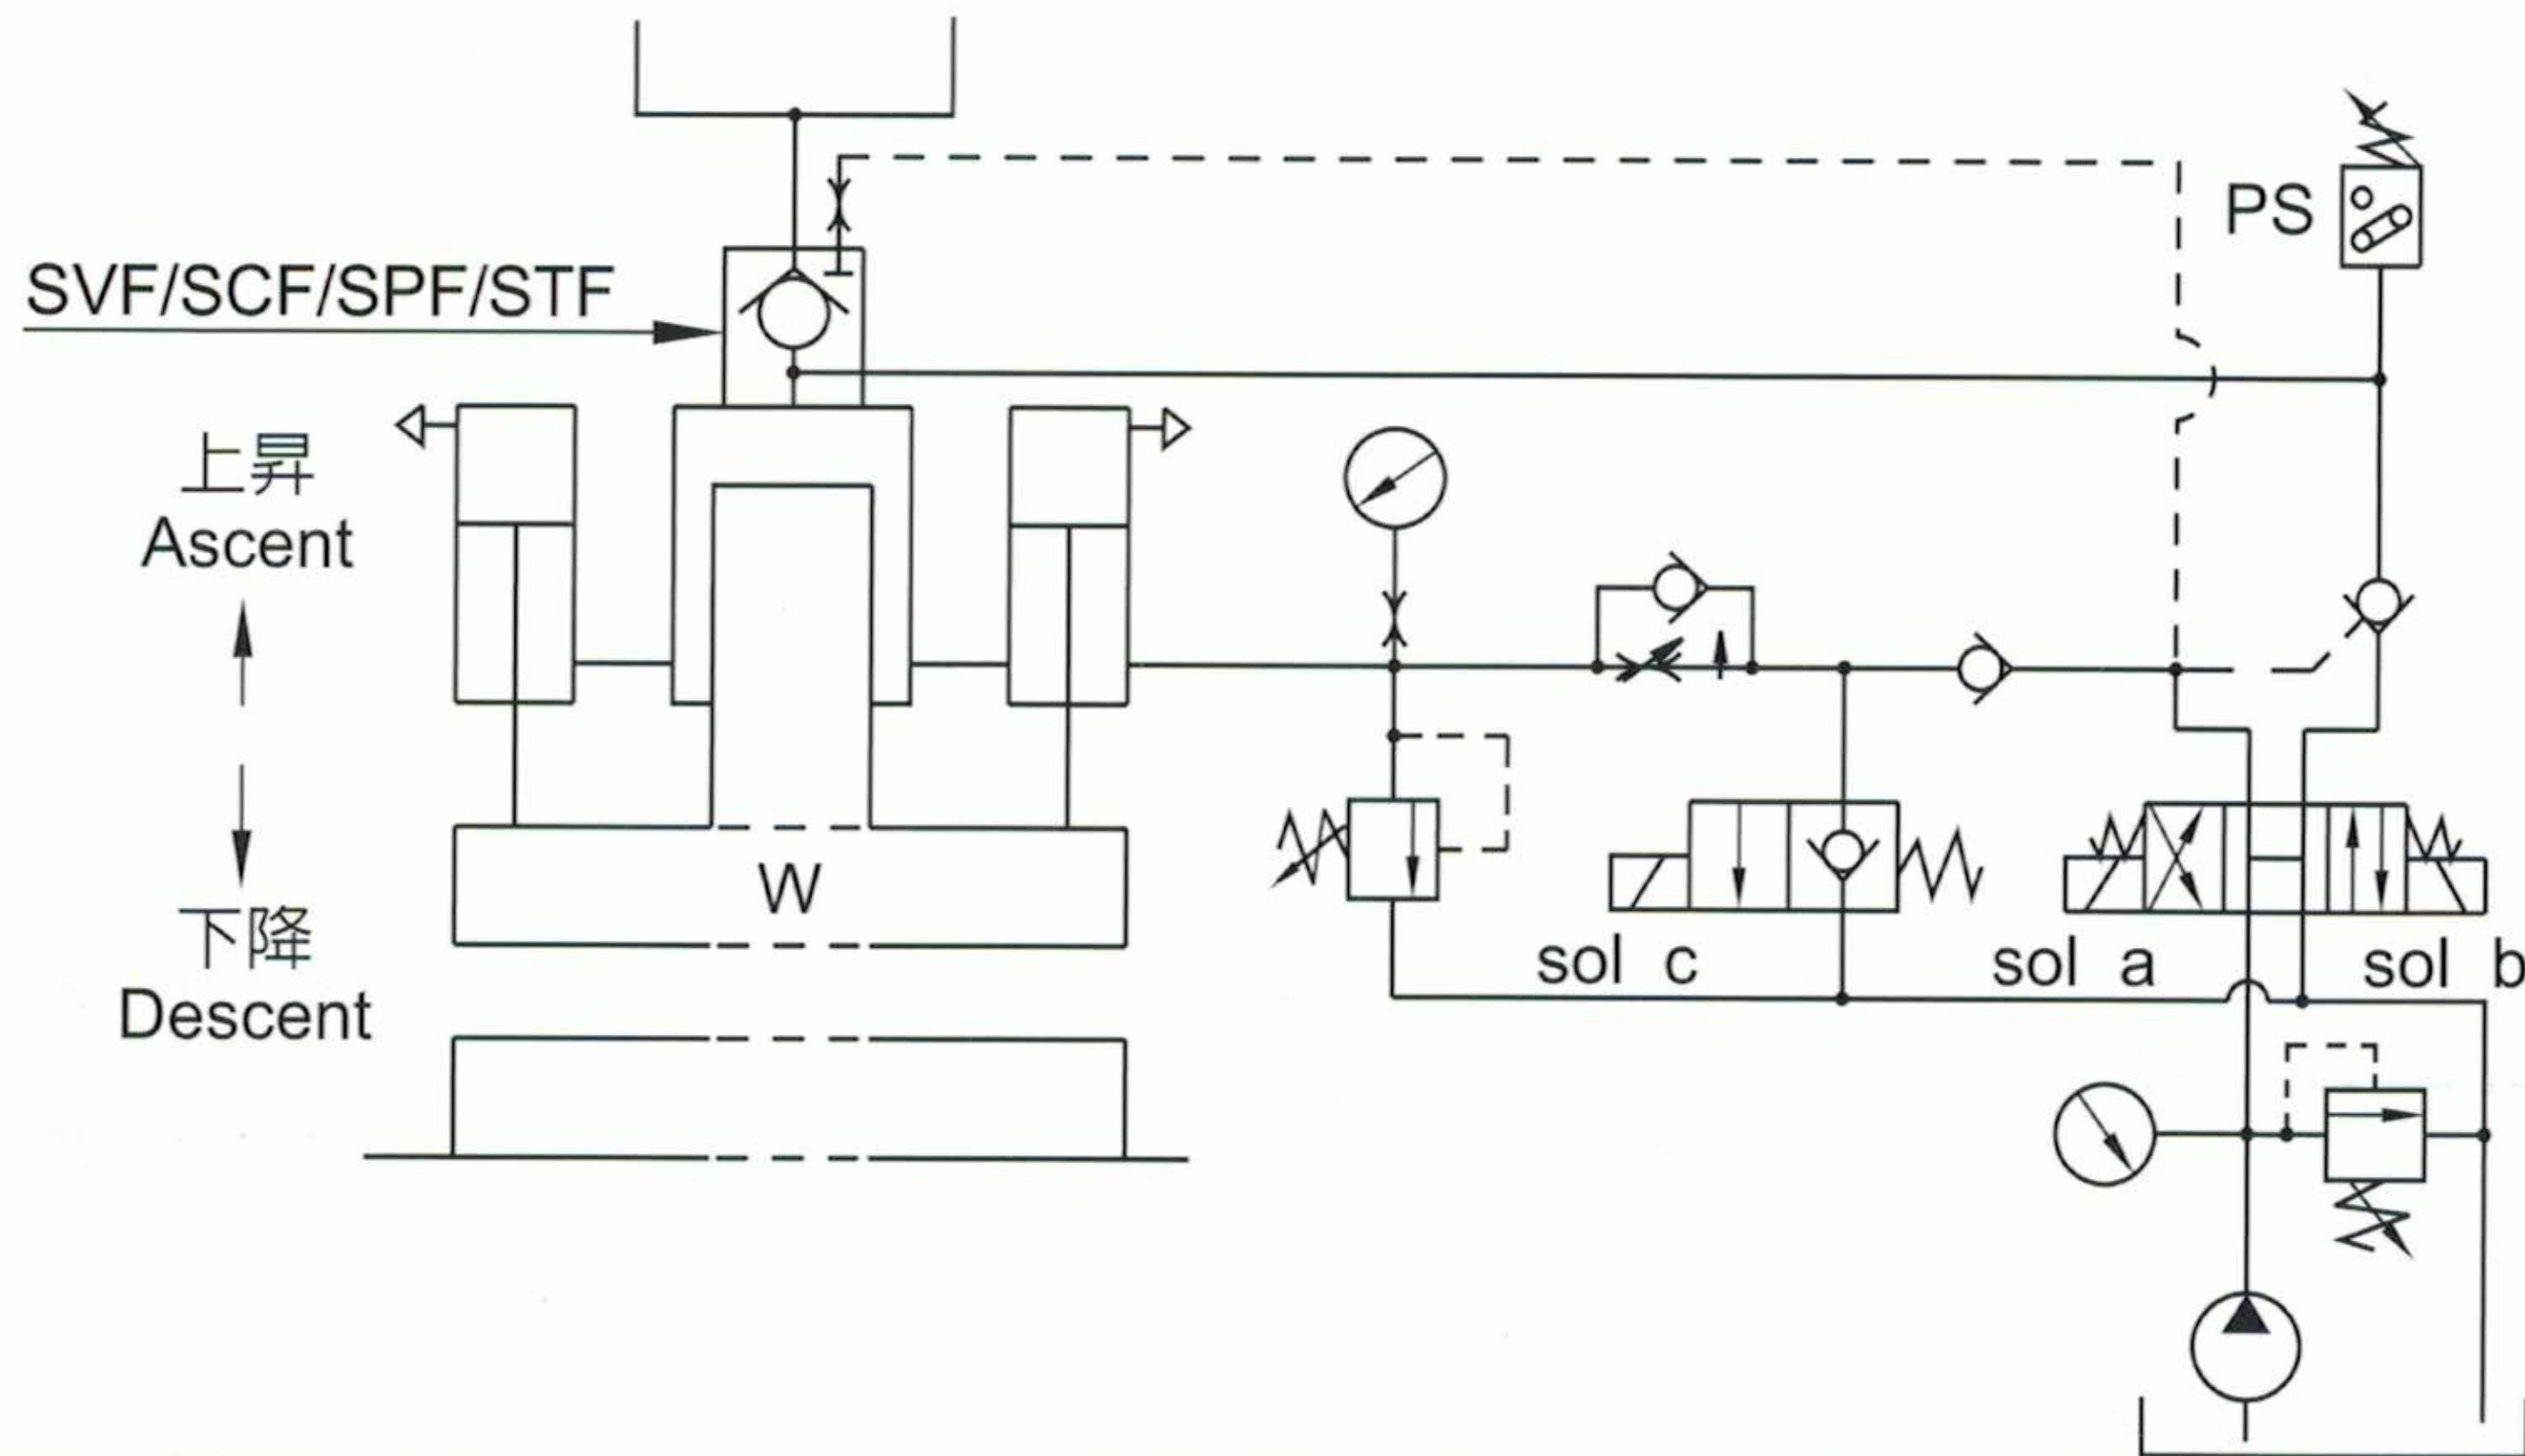 PS
SVF/SCF/SPF/STF
上昇
Ascent
W
下降
Descent
sol c
sol a
sol b